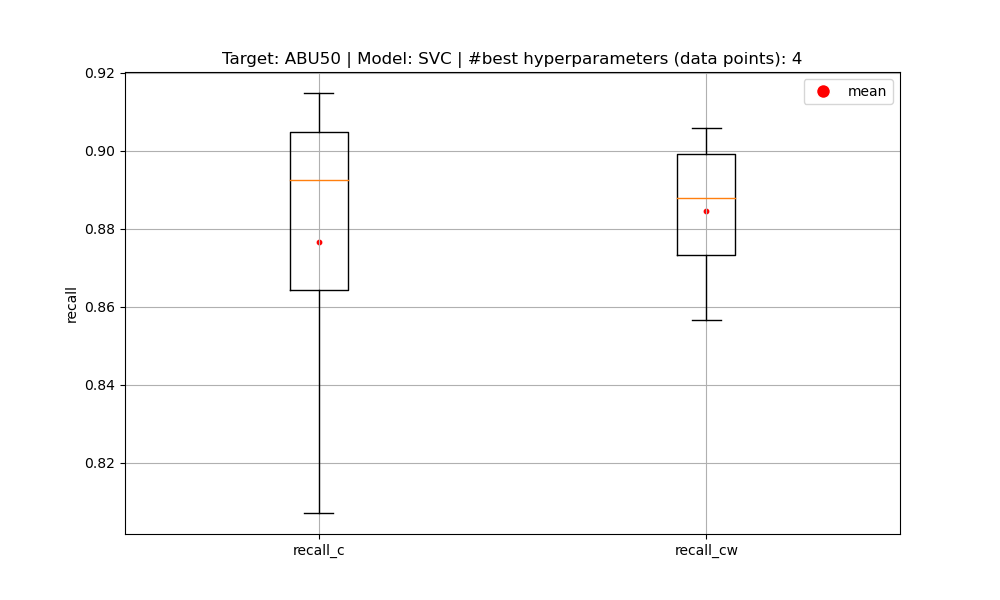 Target: ABU50 | Model: SVC | #best hyperparameters (data points): 4
mean
recall
0.92
0.90
0.88
0.86
0.84
0.82
recall_c
recall_cw